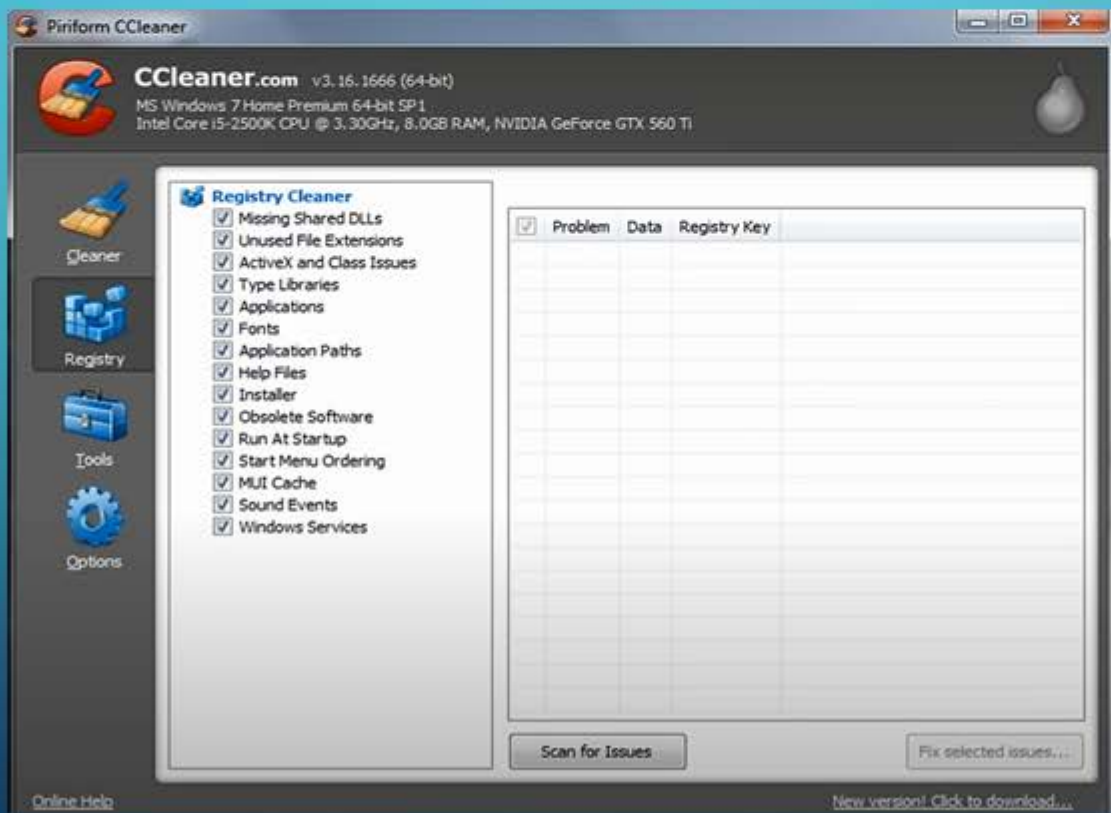 Piriform CCleaner
CCleaner.com v3.16.1666 (64-bit)
MS Windows 7 Home Premium 64-bit SP1
Intel Core i5-2500K CPU @ 3.30GHz, 8.0GB RAM, NVIDIA GeForce GTX 560 Ti
Cleaner
Registry
Tools
Options
Registry Cleaner
Missing Shared DLLs
Unused File Extensions
ActiveX and Class Issues
Type Libraries
Applications
Fonts
Application Paths
Help Files
Installer
Obsolete Software
Run At Startup
Start Menu Ordering
MUI Cache
Sound Events
Windows Services
Problem Data Registry Key
Scan for Issues
Fix selected issues...
Online Help
New version! Click to download...